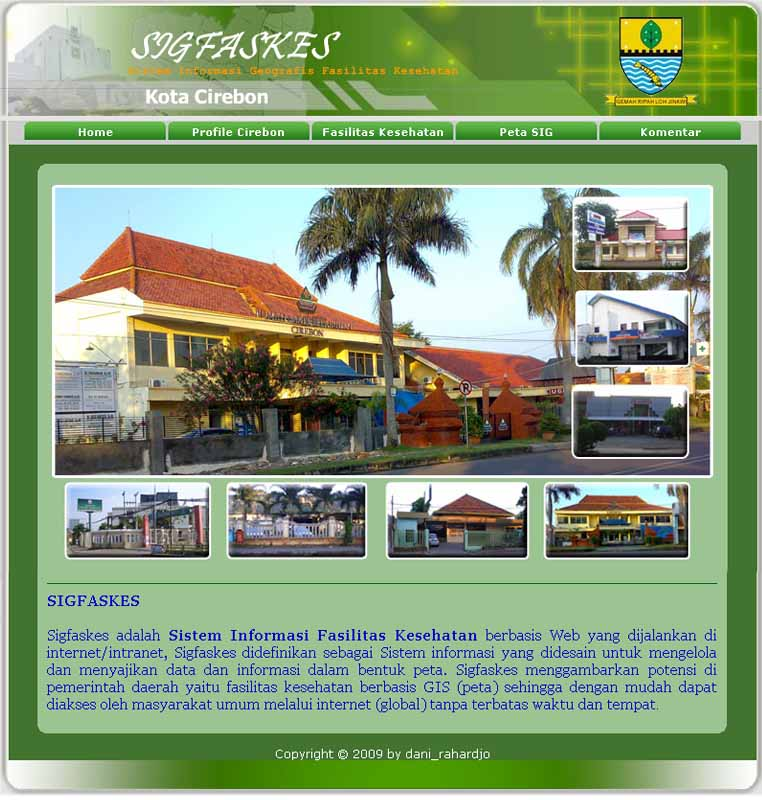 SIGFASKES
Sistem Informasi Geografis Fasilitas Kesehatan
Kota Cirebon
GEMAH RIPAH LOH JINAWI
Home
Profile Cirebon
Fasilitas Kesehatan
Peta SIG
Komentar
CIREBON
SIGFASKES
Sigfaskes adalah Sistem Informasi Fasilitas Kesehatan berbasis Web yang dijalankan di
internet/intranet, Sigfaskes didefinikan sebagai Sistem informasi yang didesain untuk mengelola
dan menyajikan data dan informasi dalam bentuk peta. Sigfaskes menggambarkan potensi di
pemerintah daerah yaitu fasilitas kesehatan berbasis GIS (peta) sehingga dengan mudah dapat
diakses oleh masyarakat umum melalui internet (global) tanpa terbatas waktu dan tempat.
Copyright © 2009 by dani_rahardjo